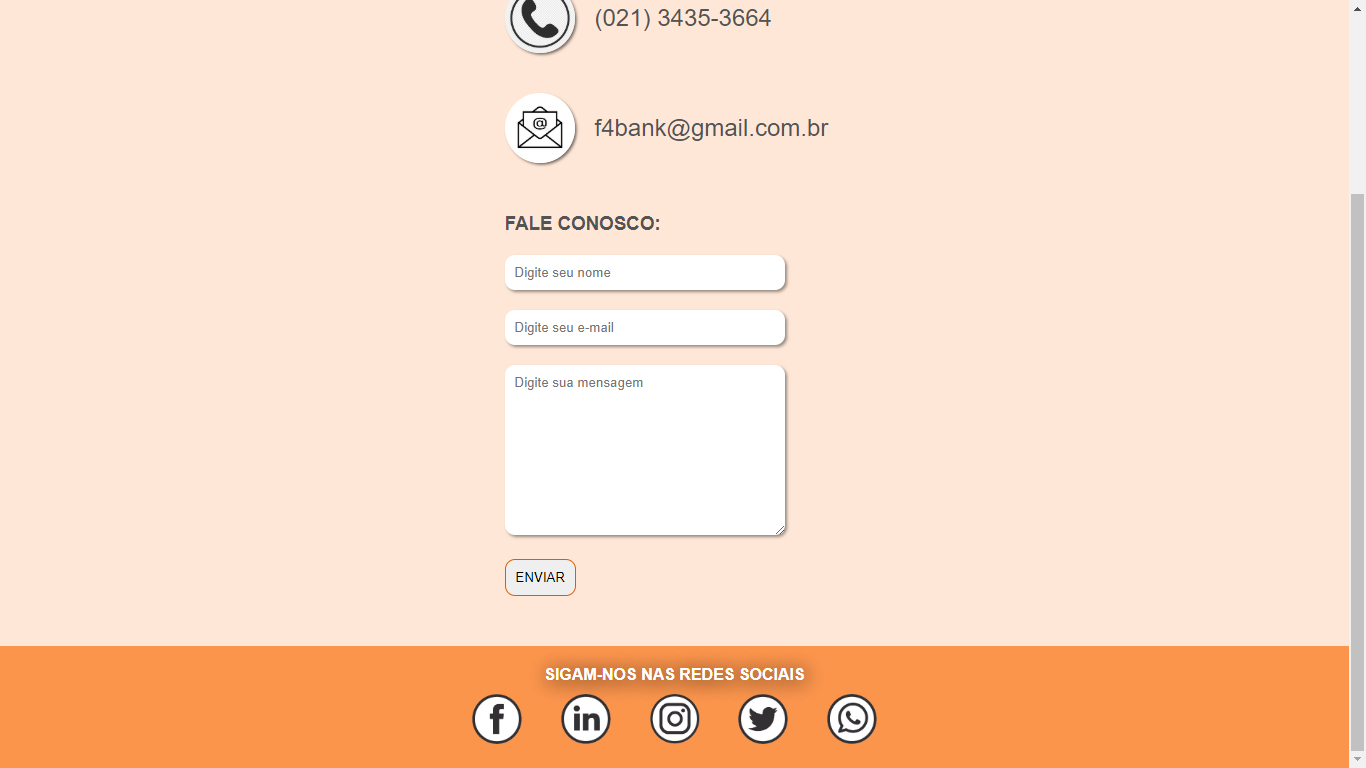 (021) 3435-3664
@
f4bank@gmail.com.br
FALE CONOSCO:
Digite seu nome
Digite seu e-mail
Digite sua mensagem
ENVIAR
SIGAM-NOS NAS REDES SOCIAIS
f
in